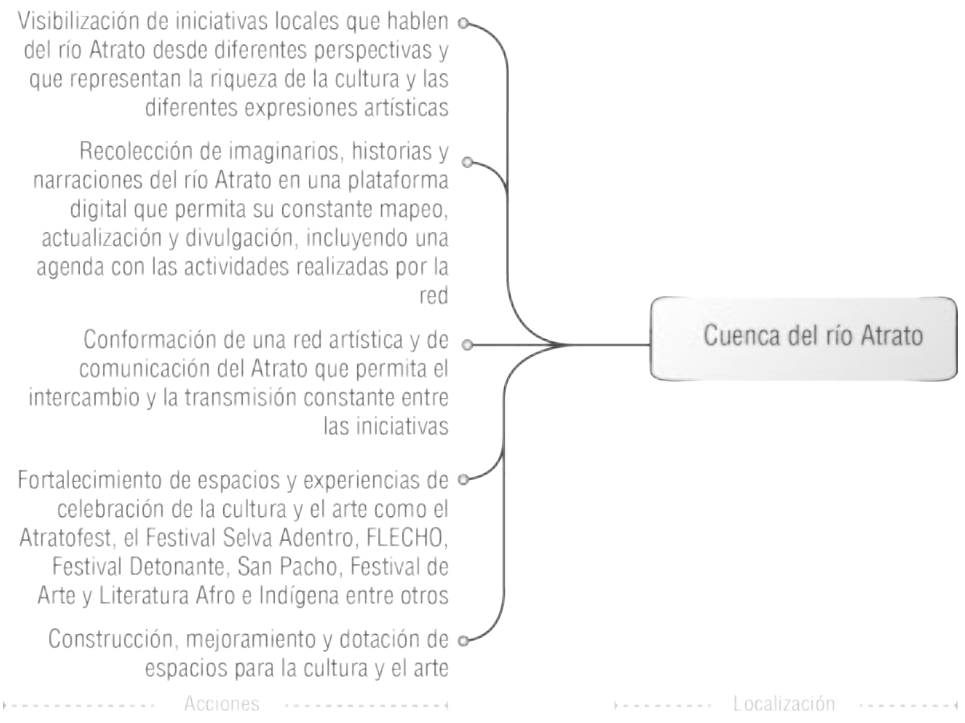 Visibilización de iniciativas locales que hablen
del río Atrato desde diferentes perspectivas y
que representan la riqueza de la cultura y las
diferentes expresiones artísticas
Recolección de imaginarios, historias y
narraciones del río Atrato en una plataforma
digital que permita su constante mapeo,
actualización y divulgación, incluyendo una
agenda con las actividades realizadas por la
red
Conformación de una red artística y de
comunicación del Atrato que permita el
intercambio y la transmisión constante entre
las iniciativas
Fortalecimiento de espacios y experiencias de
celebración de la cultura y el arte como el
Atratofest, el Festival Selva Adentro, FLECHO,
Festival Detonante, San Pacho, Festival de
Arte y Literatura Afro e Indígena entre otros
Construcción, mejoramiento y dotación de
espacios para la cultura y el arte
Cuenca del río Atrato
Acciones
Localización